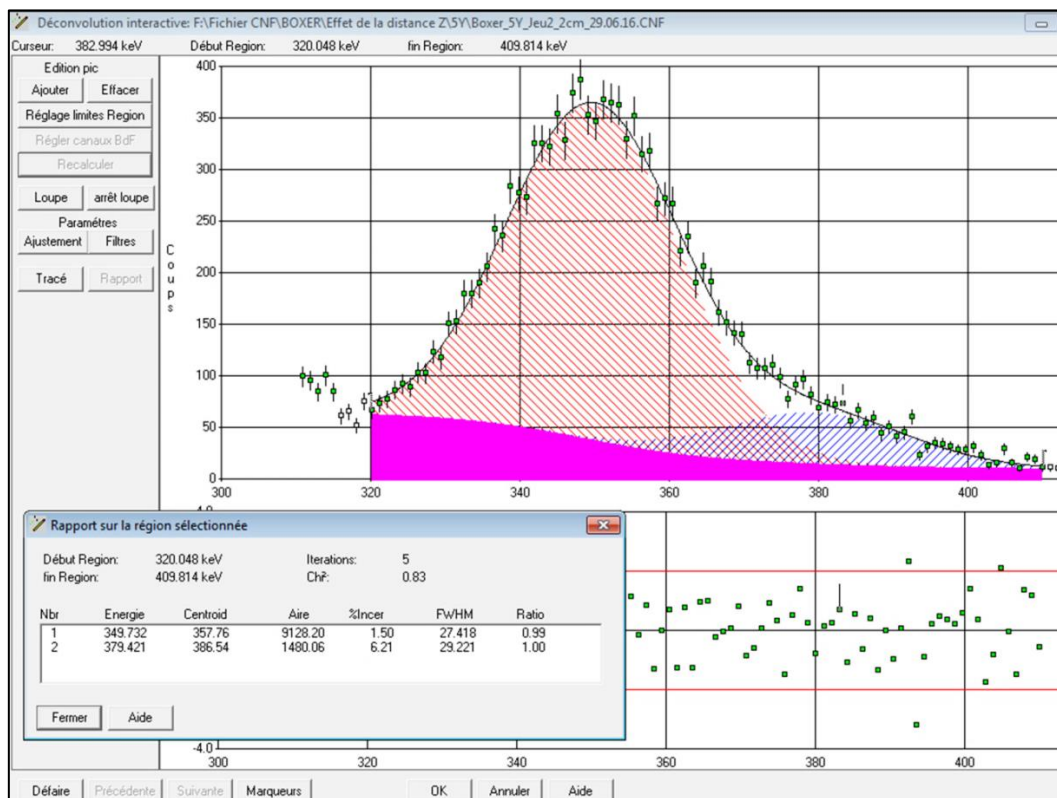 Déconvolution interactive: F:\Fichier CNF\BOXER\Effet de la distance Z\5Y\Boxer_5Y_Jeu2_2cm_29.06.16.CNF
Curseur: 382.994 keV Début Region: 320.048 keV fin Region: 409.814 keV
Edition pic
Ajouter Effacer
Réglage limites Region
Régler canaux BdF
Recalculer
Loupe arrêt loupe
Paramètres
Ajustement Filtres
Tracé Rapport
Coups
400
350
300
250
200
150
100
50
0
300 320 340 360 380 400
Rapport sur la région sélectionnée
Début Region: 320.048 keV Iterations: 5
fin Region: 409.814 keV Chi²: 0.83
Nbr Energie Centroid Aire %Incer FWHM Ratio
1 349.732 357.76 9128.20 1.50 27.418 0.99
2 379.421 386.54 1480.06 6.21 29.221 1.00
Fermer Aide
-4.0
300 320 340 360 380 400
Défaire Précédente Suivante Marqueurs OK Annuler Aide